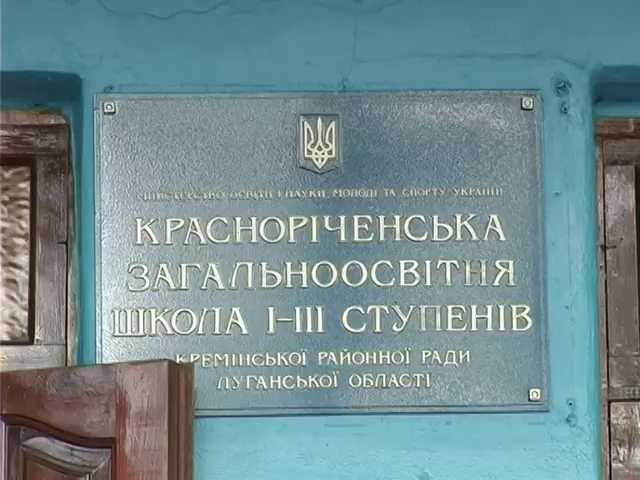 МІНІСТЕРСТВО ОСВІТИ І НАУКИ, МОЛОДІ ТА СПОРТУ УКРАЇНИ
КРАСНОРІЧЕНСЬКА
ЗАГАЛЬНООСВІТНЯ
ШКОЛА І-ІІІ СТУПЕНІВ
КРЕМІНСЬКОЇ РАЙОННОЇ РАДИ
ЛУГАНСЬКОЇ ОБЛАСТІ